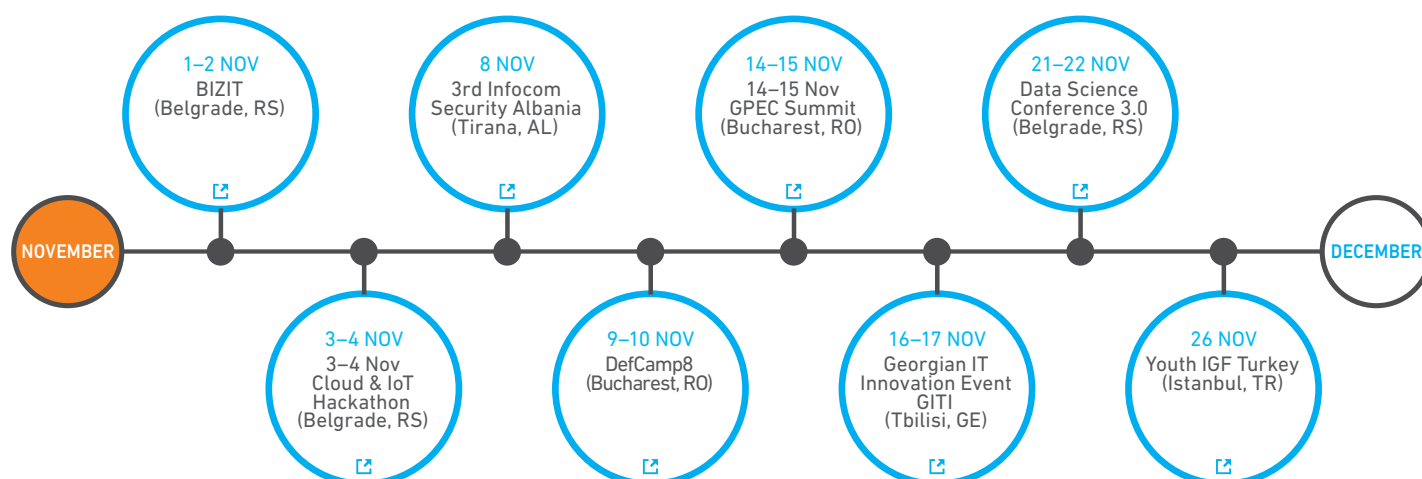 1–2 NOV
BIZIT
(Belgrade, RS)
8 NOV
3rd Infocom
Security Albania
(Tirana, AL)
14–15 NOV
14–15 Nov
GPEC Summit
(Bucharest, RO)
21–22 NOV
Data Science
Conference 3.0
(Belgrade, RS)
NOVEMBER
DECEMBER
3–4 NOV
3–4 Nov
Cloud & IoT
Hackathon
(Belgrade, RS)
9–10 NOV
DefCamp8
(Bucharest, RO)
16–17 NOV
Georgian IT
Innovation Event
GITI
(Tbilisi, GE)
26 NOV
Youth IGF Turkey
(Istanbul, TR)